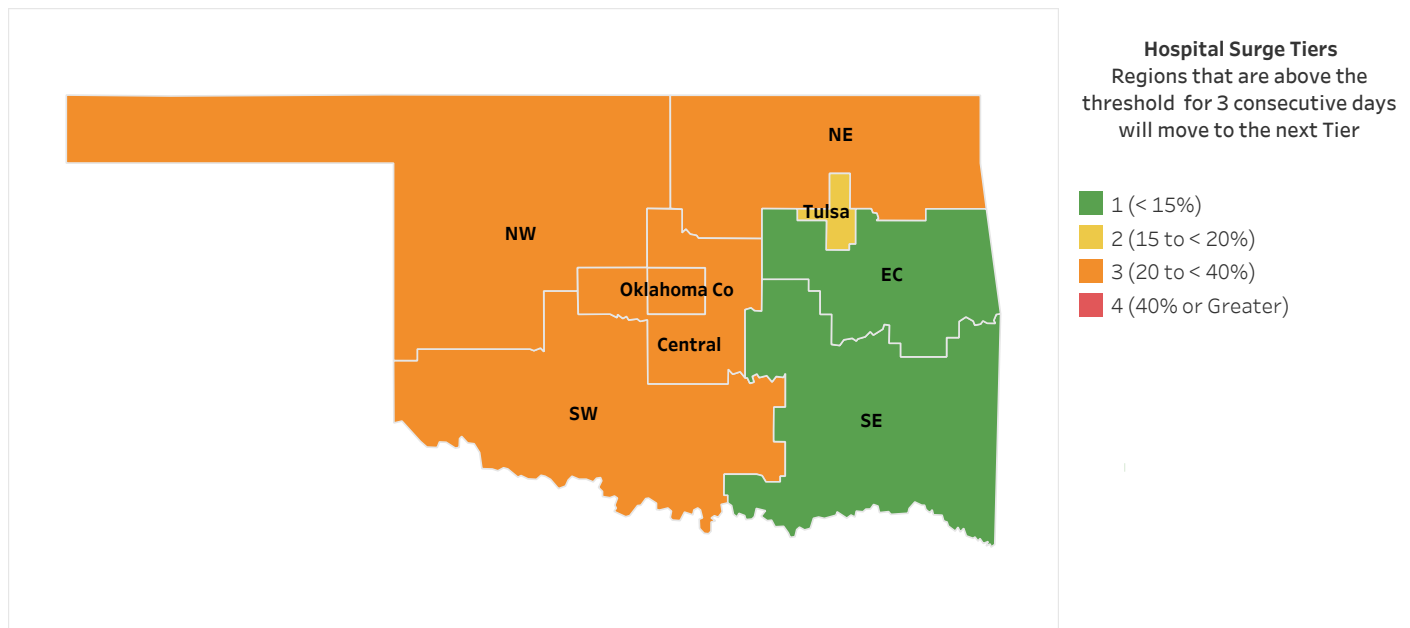 Hospital Surge Tiers
Regions that are above the
threshold for 3 consecutive days
will move to the next Tier
1 (< 15%)
2 (15 to < 20%)
3 (20 to < 40%)
4 (40% or Greater)
NE
Tulsa
NW
EC
Oklahoma Co
Central
SW
SE